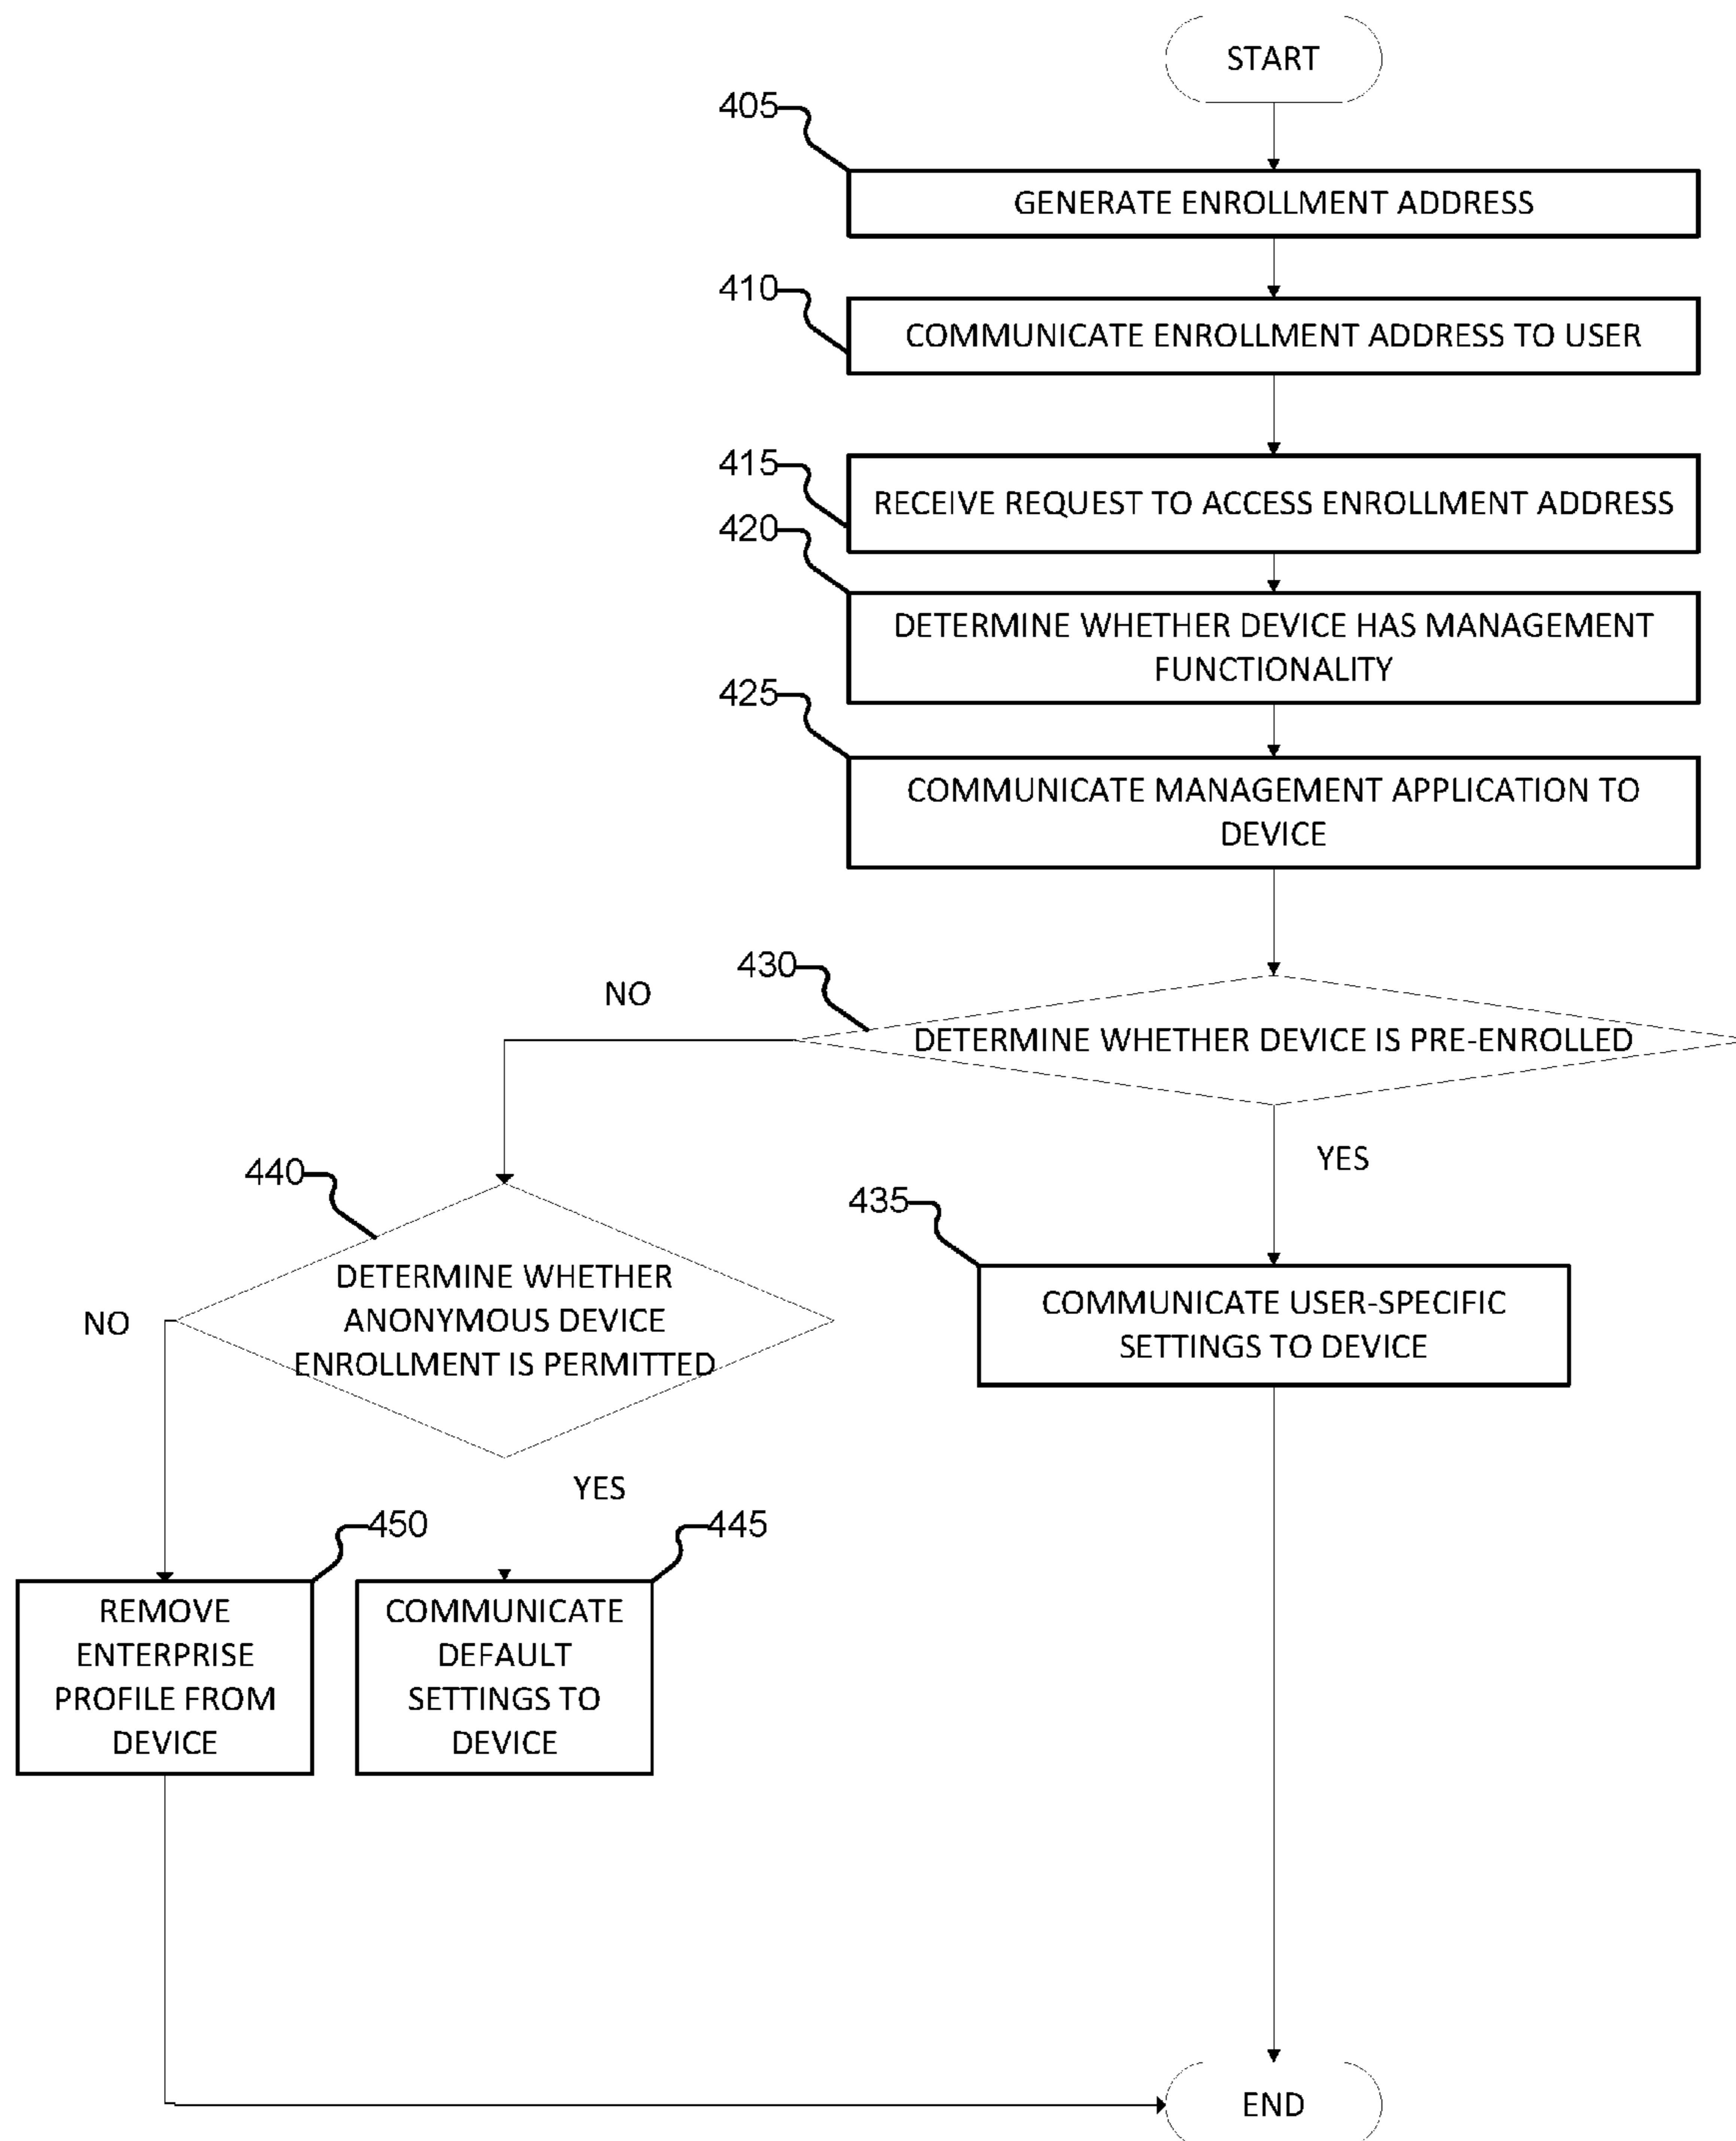 START
405
GENERATE ENROLLMENT ADDRESS
410
COMMUNICATE ENROLLMENT ADDRESS TO USER
415
RECEIVE REQUEST TO ACCESS ENROLLMENT ADDRESS
420
DETERMINE WHETHER DEVICE HAS MANAGEMENT
FUNCTIONALITY
425
COMMUNICATE MANAGEMENT APPLICATION TO
DEVICE
430
NO
DETERMINE WHETHER DEVICE IS PRE-ENROLLED
YES
440
435
DETERMINE WHETHER
ANONYMOUS DEVICE
ENROLLMENT IS PERMITTED
NO
COMMUNICATE USER-SPECIFIC
SETTINGS TO DEVICE
YES
450
445
REMOVE
ENTERPRISE
PROFILE FROM
DEVICE
COMMUNICATE
DEFAULT
SETTINGS TO
DEVICE
END